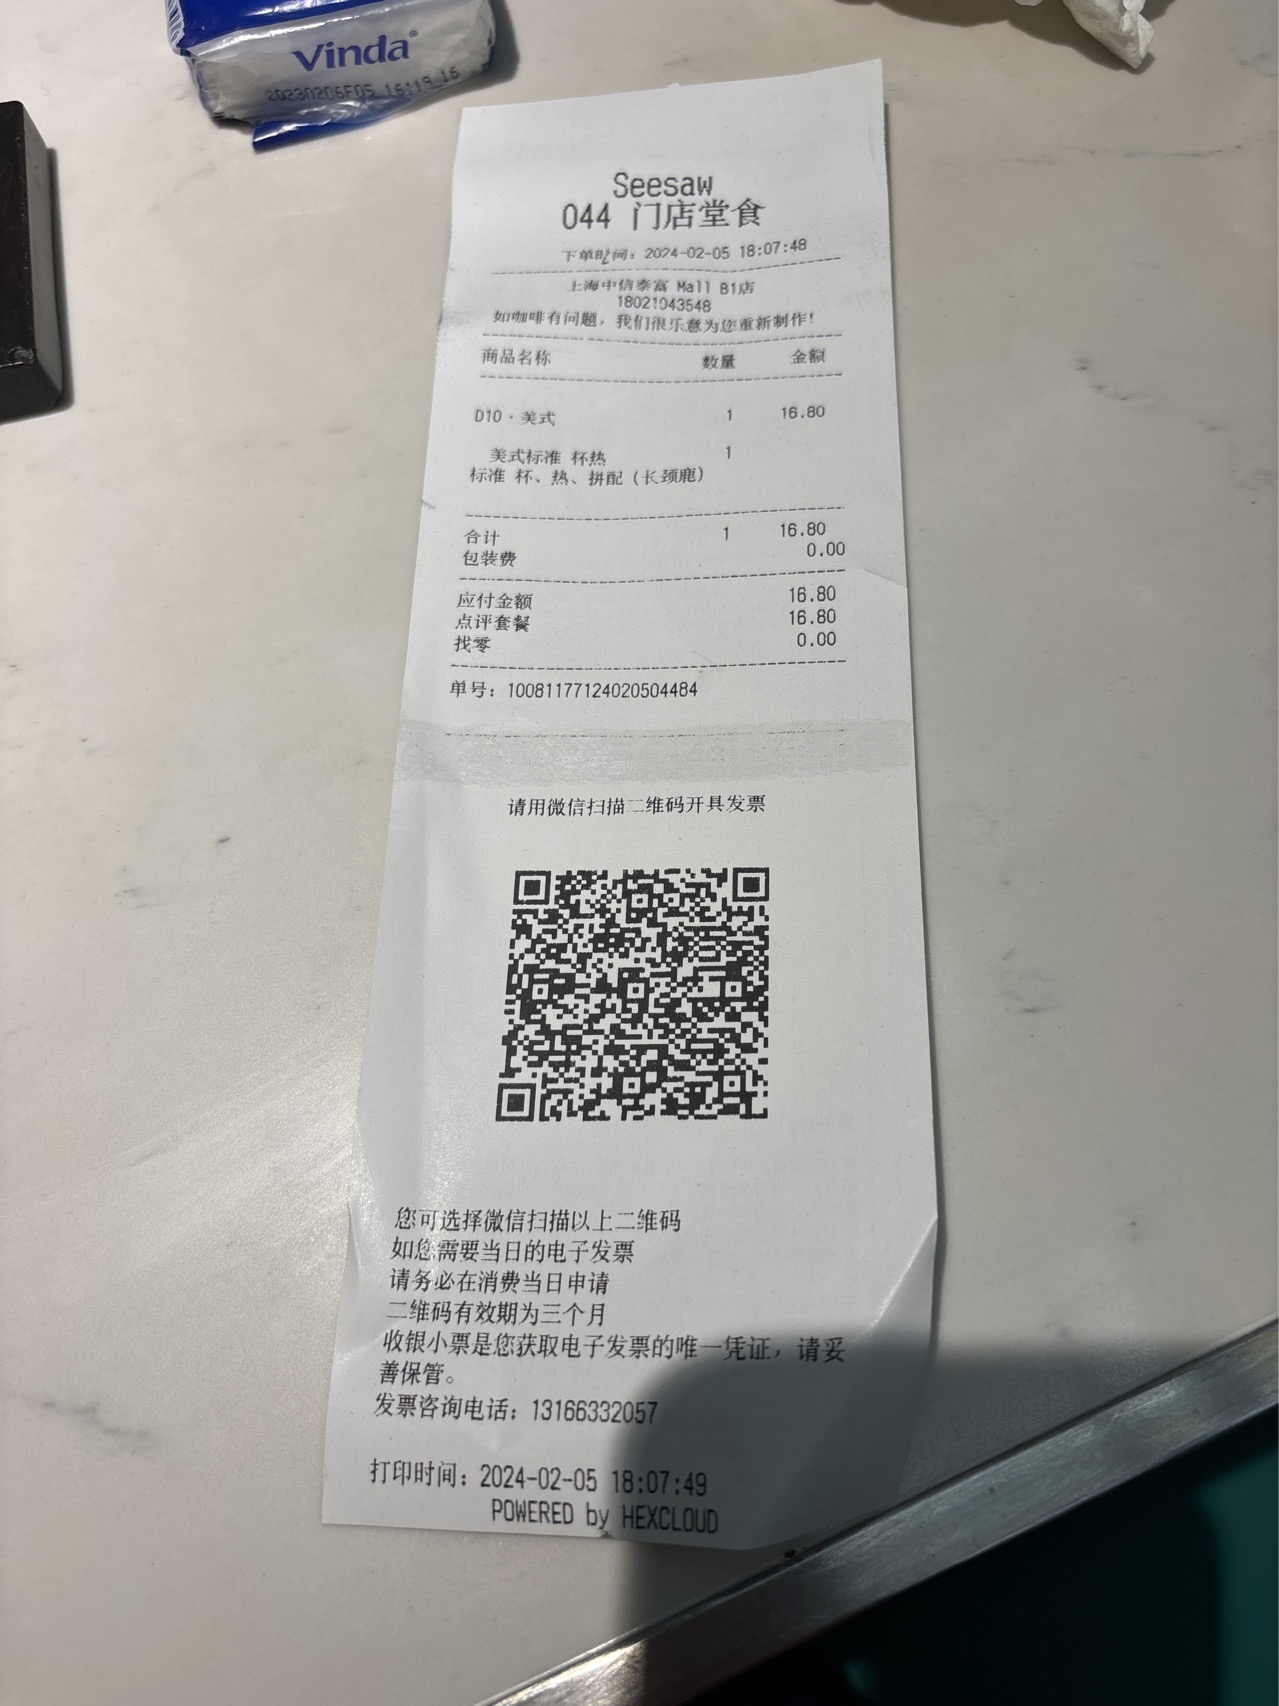 Vinda®
20230206F05 16:19 16
Seesaw
044 门店堂食
下单时间：2024-02-05 18:07:48
上海中信泰富 Mall B1店
18021043548
如咖啡有问题，我们很乐意为您重新制作！
商品名称 数量 金额
D10·美式 1 16.80
美式标准 杯热 1
标准 杯、热、拼配（长颈鹿）
合计 1 16.80
包装费 0.00
应付金额 16.80
点评套餐 16.80
找零 0.00
单号：10081177124020504484
请用微信扫描二维码开具发票
您可选择微信扫描以上二维码
如您需要当日的电子发票
请务必在消费当日申请
二维码有效期为三个月
收银小票是您获取电子发票的唯一凭证，请妥
善保管。
发票咨询电话：13166332057
打印时间：2024-02-05 18:07:49
POWERED by HEXCLOUD